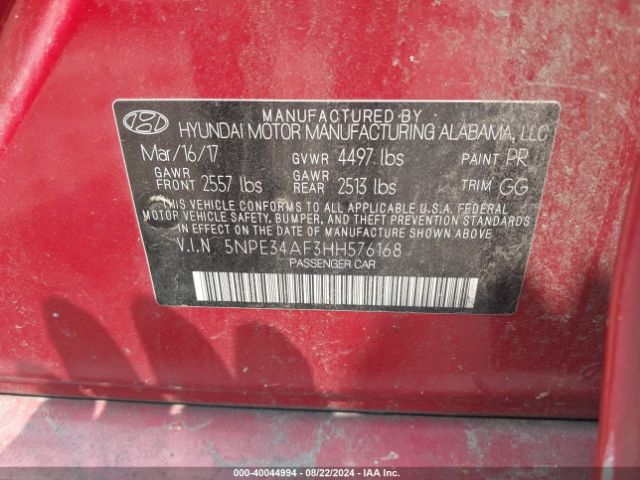 MANUFACTURED BY
HYUNDAI MOTOR MANUFACTURING ALABAMA, LLC
Mar/16/17 GVWR 4497 lbs PAINT PR
GAWR FRONT 2557 lbs GAWR REAR 2513 lbs TRIM GG
THIS VEHICLE CONFORMS TO ALL APPLICABLE U.S.A. FEDERAL
MOTOR VEHICLE SAFETY, BUMPER, AND THEFT PREVENTION STANDARDS
IN EFFECT ON THE DATE OF MANUFACTURE SHOWN ABOVE
V.I.N 5NPE34AF3HH576168
PASSENGER CAR
000-40044994 - 08/22/2024 - IAA Inc.